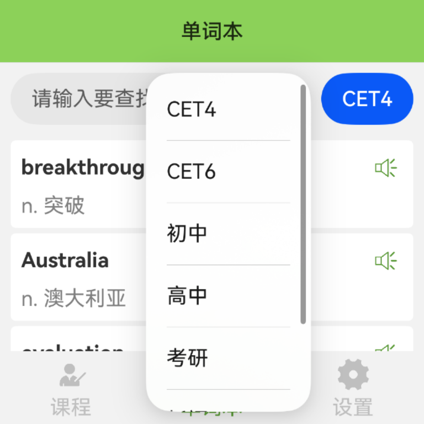 单词本
请输入要查找
CET4
CET4
CET6
初中
高中
考研
breakthroug
n. 突破
Australia
n. 澳大利亚
evaluation
课程
设置